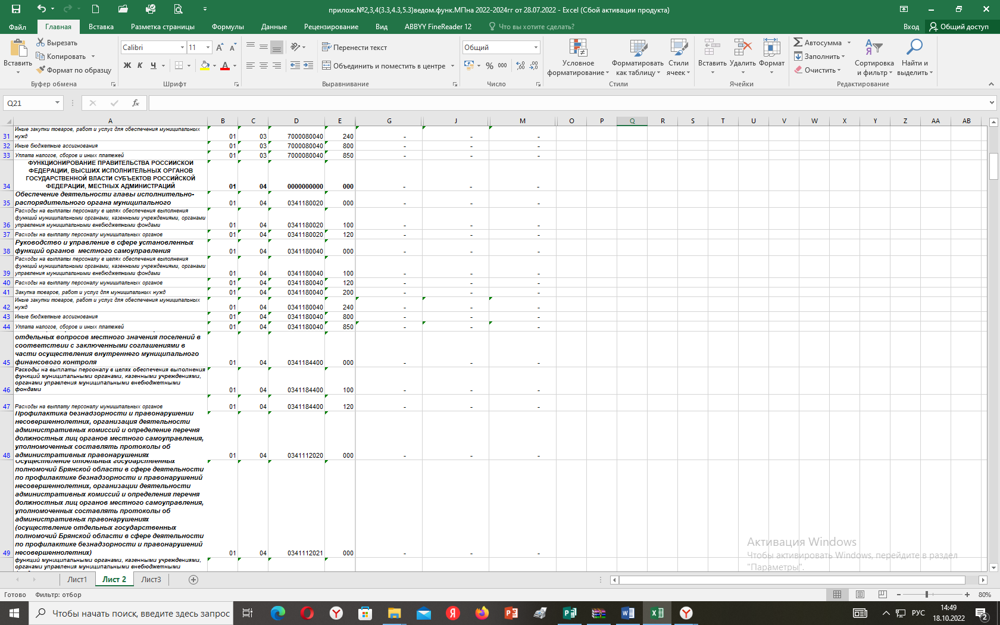 прилож.№2,3,4(3.3,4.3,5.3)ведом.функ.МПна 2022-2024гг от 28.07.2022 - Excel (Сбой активации продукта)
Файл Главная Вставка Разметка страницы Формулы Данные Рецензирование Вид ABBYY FineReader 12 Что вы хотите сделать? Вход Общий доступ
Вставить
Вырезать
Копировать
Формат по образцу
Буфер обмена
Calibri 11
Ж К Ч
Шрифт
Перенести текст
Объединить и поместить в центре
Выравнивание
Общий
% 000
Число
Условное форматирование
Форматировать как таблицу
Стили ячеек
Стили
Вставить Удалить Формат
Ячейки
Автосумма
Заполнить
Очистить
Сортировка и фильтр
Найти и выделить
Редактирование
Q21 fx
A B C D E G J M O P Q R S T U V W X Y Z AA AB
Иные закупки товаров, работ и услуг для обеспечения муниципальных
31 нужд 01 03 7000080040 240 - - -
32 Иные бюджетные ассигнования 01 03 7000080040 800 - - -
33 Уплата налогов, сборов и иных платежей 01 03 7000080040 850 - - -
ФУНКЦИОНИРОВАНИЕ ПРАВИТЕЛЬСТВА РОССИЙСКОЙ
ФЕДЕРАЦИИ, ВЫСШИХ ИСПОЛНИТЕЛЬНЫХ ОРГАНОВ
ГОСУДАРСТВЕННОЙ ВЛАСТИ СУБЪЕКТОВ РОССИЙСКОЙ
34 ФЕДЕРАЦИИ, МЕСТНЫХ АДМИНИСТРАЦИЙ 01 04 0000000000 000 - - -
Обеспечение деятельности главы исполнительно-
35 распорядительного органа муниципального 01 04 0341180020 000 - - -
Расходы на выплаты персоналу в целях обеспечения выполнения
функций муниципальными органами, казенными учреждениями, органами
36 управления муниципальными внебюджетными фондами 01 04 0341180020 100 - - -
37 Расходы на выплату персоналу муниципальных органов 01 04 0341180020 120 - - -
Руководство и управление в сфере установленных
38 функций органов местного самоуправления 01 04 0341180040 000 - - -
Расходы на выплаты персоналу в целях обеспечения выполнения
функций муниципальными органами, казенными учреждениями, органами
39 управления муниципальными внебюджетными фондами 01 04 0341180040 100 - - -
40 Расходы на выплату персоналу муниципальных органов 01 04 0341180040 120 - - -
41 Закупка товаров, работ и услуг для муниципальных нужд 01 04 0341180040 200 - - -
Иные закупки товаров, работ и услуг для обеспечения муниципальных
42 нужд 01 04 0341180040 240 - - -
43 Иные бюджетные ассигнования 01 04 0341180040 800 - - -
44 Уплата налогов, сборов и иных платежей 01 04 0341180040 850 - - -
отдельных вопросов местного значения поселений в
соответствии с заключенными соглашениями в
части осуществления внутреннего муниципального
45 финансового контроля 01 04 0341184400 000 - - -
Расходы на выплаты персоналу в целях обеспечения выполнения
функций муниципальными органами, казенными учреждениями,
органами управления муниципальными внебюджетными
46 фондами 01 04 0341184400 100 - - -
47 Расходы на выплату персоналу муниципальных органов 01 04 0341184400 120 - - -
Профилактика безнадзорности и правонарушений
несовершеннолетних, организация деятельности
административных комиссий и определение перечня
должностных лиц органов местного самоуправления,
уполномоченных составлять протоколы об
48 административных правонарушениях 01 04 0341112020 000 - - -
Осуществление отдельных государственных
полномочий Брянской области в сфере деятельности
по профилактике безнадзорности и правонарушений
несовершеннолетних, организации деятельности
административных комиссий и определения перечня
должностных лиц органов местного самоуправления,
уполномоченных составлять протоколы об
административных правонарушениях
(осуществление отдельных государственных
полномочий Брянской области в сфере деятельности
по профилактике безнадзорности и правонарушений
49 несовершеннолетних) 01 04 0341112021 000 - - -
функций муниципальными органами, казенными учреждениями,
органами управления муниципальными внебюджетными
Активация Windows
Чтобы активировать Windows, перейдите в раздел
"Параметры".
Лист1 Лист 2 Лист3
Готово Фильтр: отбор 80%
Чтобы начать поиск, введите здесь запрос
РУС
14:49
18.10.2022
2